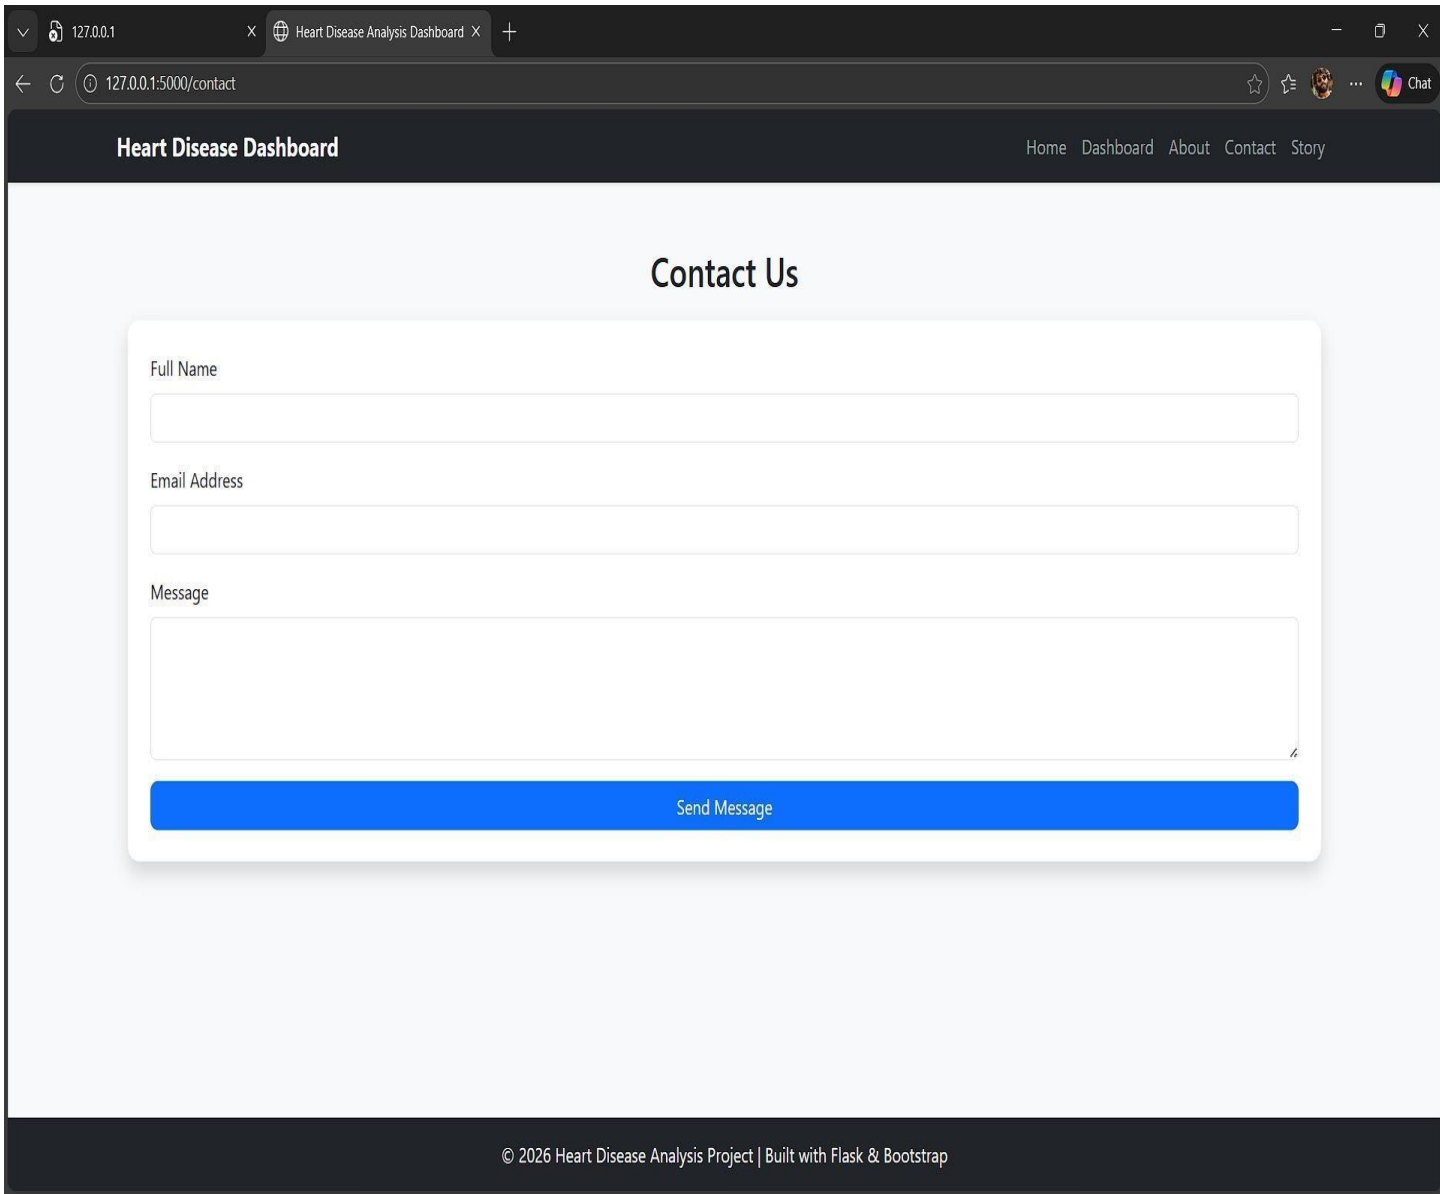 127.0.0.1
Heart Disease Analysis Dashboard
127.0.0.1:5000/contact
Chat
Heart Disease Dashboard
Home Dashboard About Contact Story
Contact Us
Full Name
Email Address
Message
Send Message
© 2026 Heart Disease Analysis Project | Built with Flask & Bootstrap